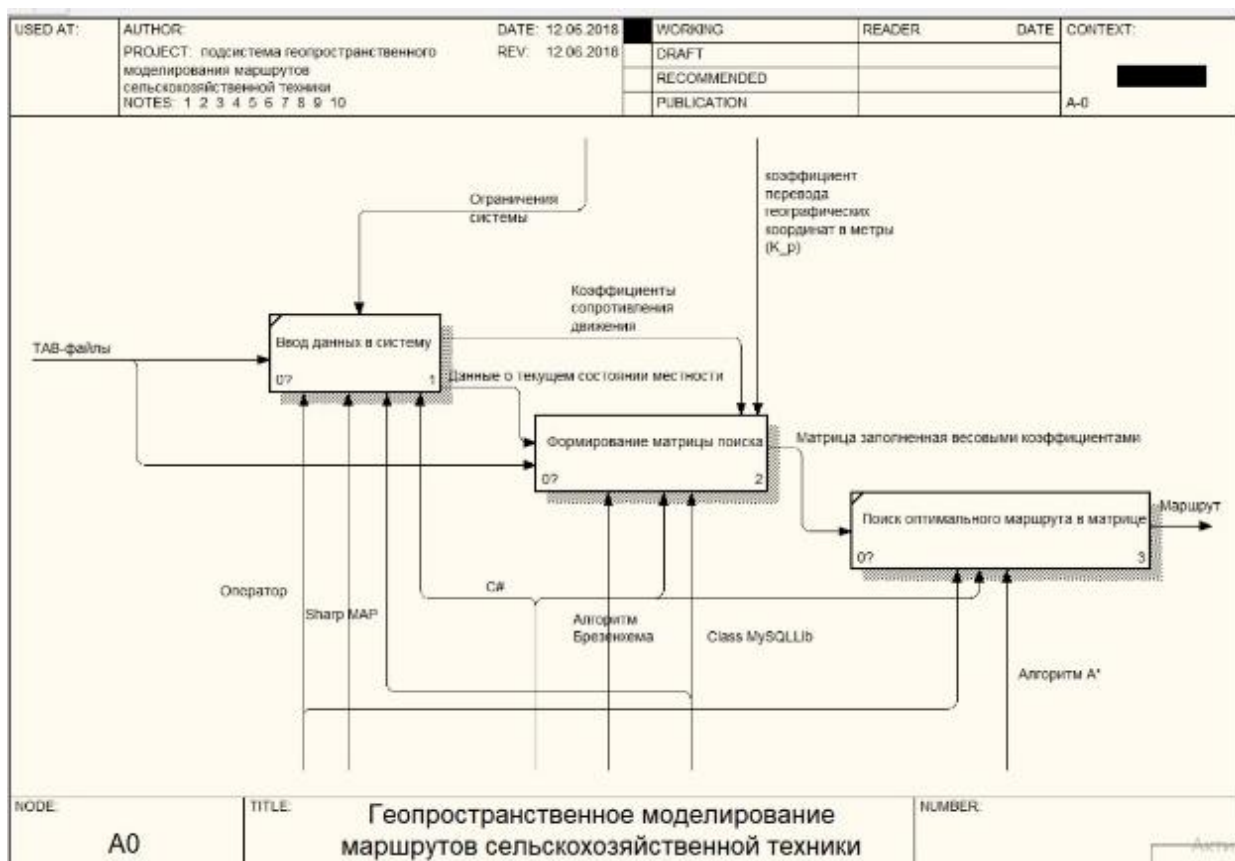 USED AT:
AUTHOR:
DATE: 12.06.2018
WORKING
READER
DATE
CONTEXT:
PROJECT: подсистема геопространственного
моделирования маршрутов
сельскохозяйственной техники
REV: 12.06.2018
DRAFT
RECOMMENDED
NOTES: 1 2 3 4 5 6 7 8 9 10
PUBLICATION
A-0
Ограничения
системы
коэффициент
перевода
географических
координат в метры
(K_p)
Коэффициенты
сопротивления
движения
TAB-файлы
Ввод данных в систему
0?
1
Данные о текущем состоянии местности
Формирование матрицы поиска
0?
2
Матрица заполненная весовыми коэффициентами
Поиск оптимального маршрута в матрице
0?
3
Маршрут
Оператор
Sharp MAP
C#
Алгоритм
Брезенхема
Class MySQLLib
Алгоритм A*
NODE:
A0
TITLE:
Геопространственное моделирование
маршрутов сельскохозяйственной техники
NUMBER: